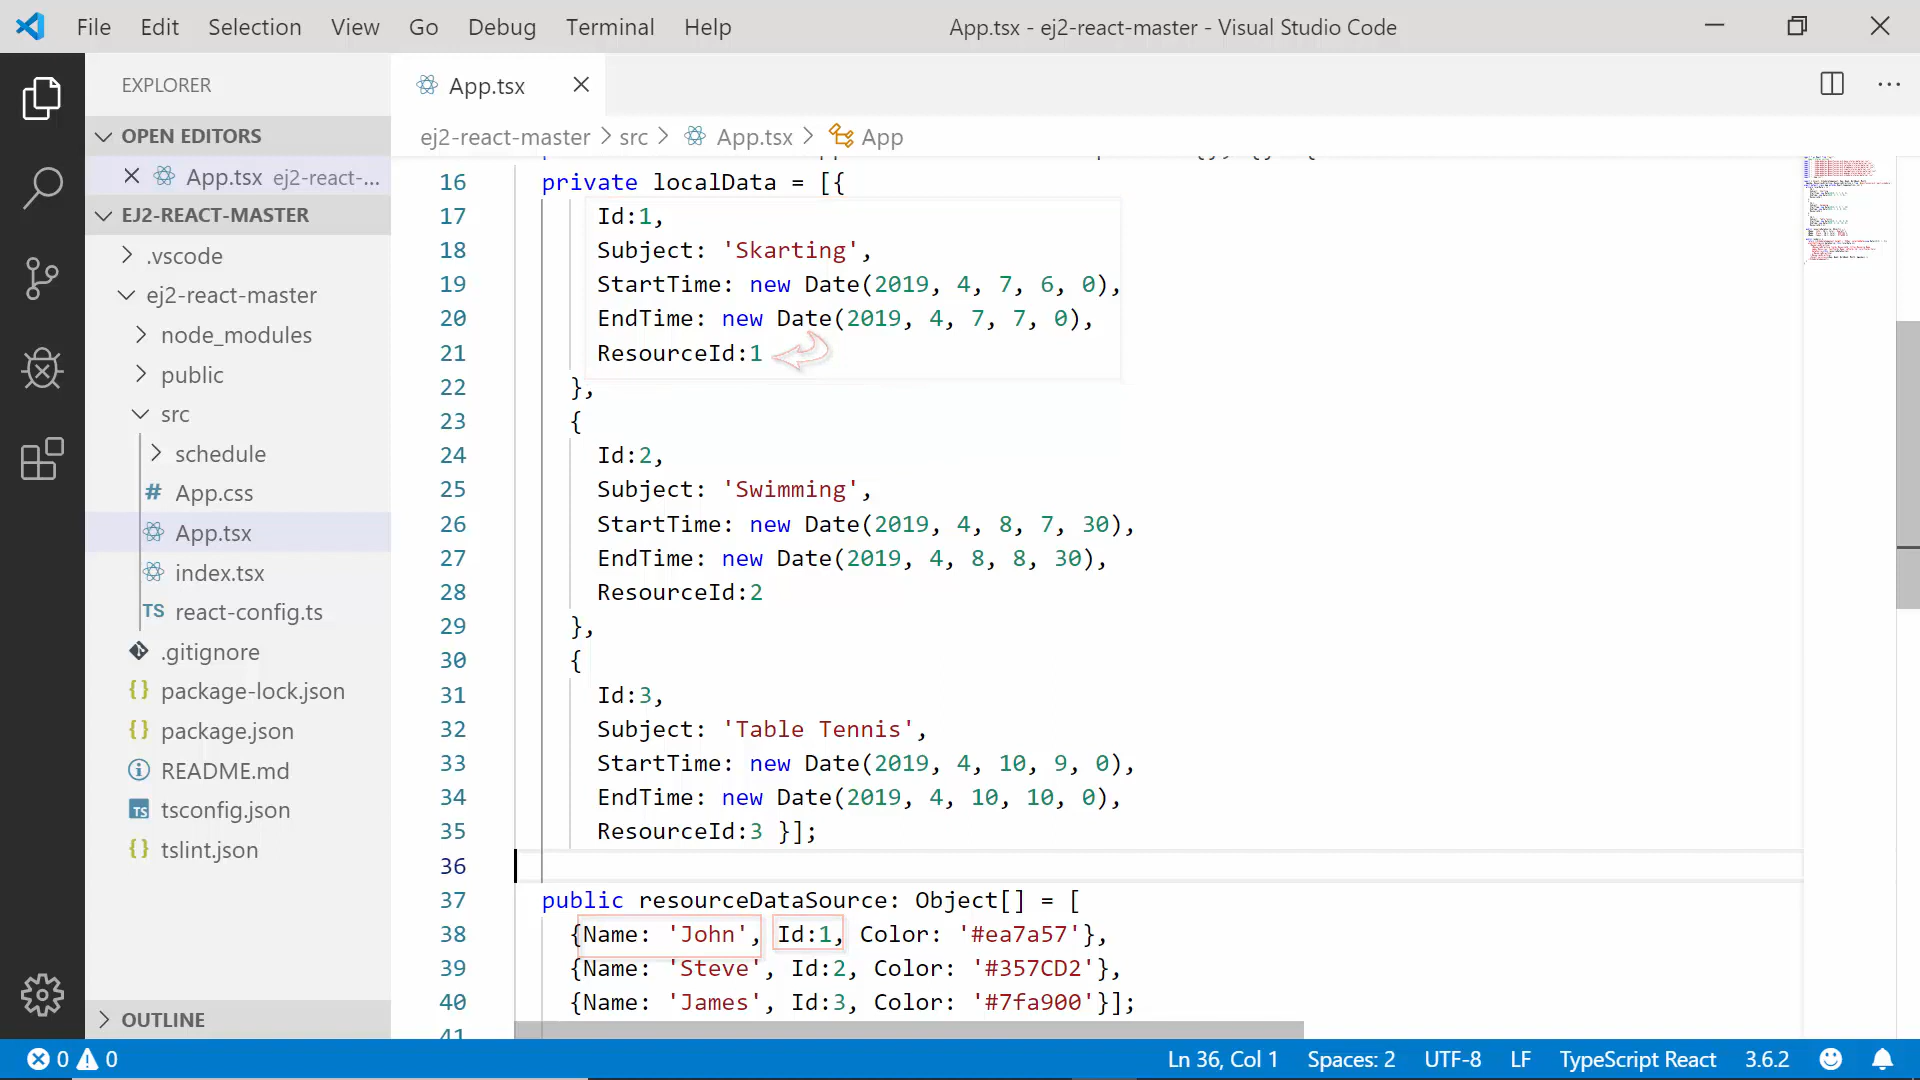 File Edit Selection View Go Debug Terminal Help App.tsx - ej2-react-master - Visual Studio Code
EXPLORER
OPEN EDITORS
App.tsx ej2-react-...
EJ2-REACT-MASTER
.vscode
ej2-react-master
node_modules
public
src
schedule
# App.css
App.tsx
index.tsx
TS react-config.ts
.gitignore
{} package-lock.json
{} package.json
README.md
TS tsconfig.json
{} tslint.json
OUTLINE
App.tsx
ej2-react-master > src > App.tsx > App
16 private localData = [{
17 Id:1,
18 Subject: 'Skarting',
19 StartTime: new Date(2019, 4, 7, 6, 0),
20 EndTime: new Date(2019, 4, 7, 7, 0),
21 ResourceId:1
22 },
23 {
24 Id:2,
25 Subject: 'Swimming',
26 StartTime: new Date(2019, 4, 8, 7, 30),
27 EndTime: new Date(2019, 4, 8, 8, 30),
28 ResourceId:2
29 },
30 {
31 Id:3,
32 Subject: 'Table Tennis',
33 StartTime: new Date(2019, 4, 10, 9, 0),
34 EndTime: new Date(2019, 4, 10, 10, 0),
35 ResourceId:3 }];
36
37 public resourceDataSource: Object[] = [
38 {Name: 'John', Id:1, Color: '#ea7a57'},
39 {Name: 'Steve', Id:2, Color: '#357CD2'},
40 {Name: 'James', Id:3, Color: '#7fa900'}];
41
0 0 Ln 36, Col 1 Spaces: 2 UTF-8 LF TypeScript React 3.6.2